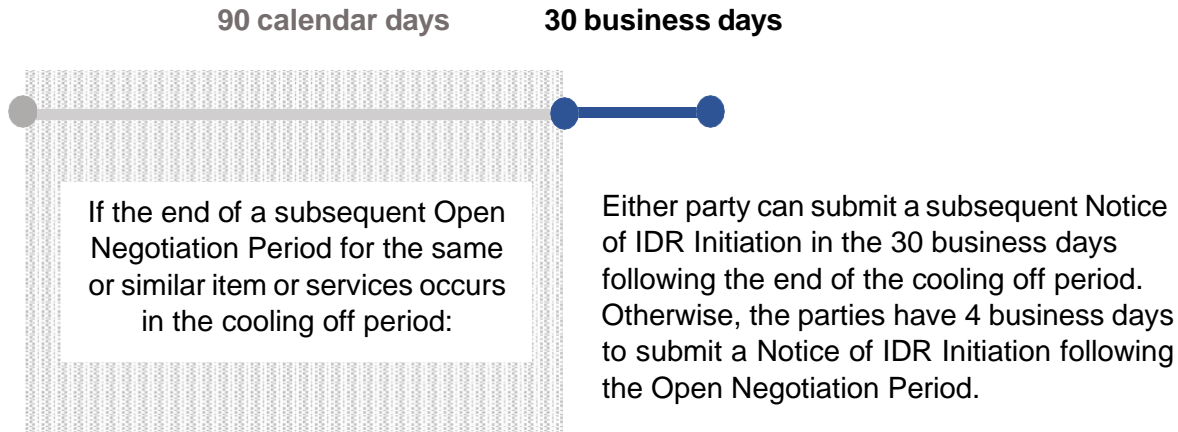 90 calendar days 30 business days
If the end of a subsequent Open
Negotiation Period for the same
or similar item or services occurs
in the cooling off period:
Either party can submit a subsequent Notice
of IDR Initiation in the 30 business days
following the end of the cooling off period.
Otherwise, the parties have 4 business days
to submit a Notice of IDR Initiation following
the Open Negotiation Period.